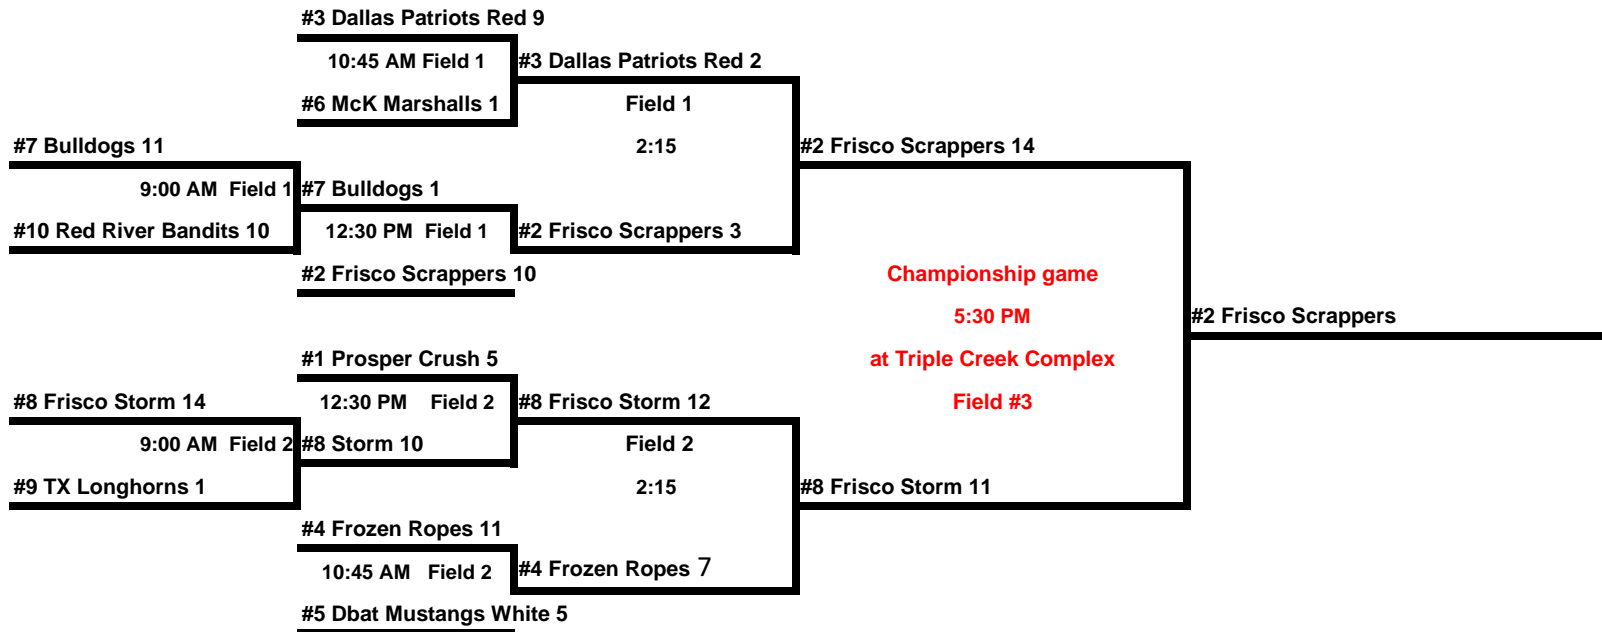 #3 Dallas Patriots Red 9
10:45 AM Field 1
#3 Dallas Patriots Red 2
#6 McK Marshalls 1
Field 1
#7 Bulldogs 11
2:15
#2 Frisco Scrappers 14
9:00 AM Field 1
#7 Bulldogs 1
#10 Red River Bandits 10
12:30 PM Field 1
#2 Frisco Scrappers 3
#2 Frisco Scrappers 10
Championship game
5:30 PM
#2 Frisco Scrappers
#1 Prosper Crush 5
at Triple Creek Complex
#8 Frisco Storm 14
12:30 PM Field 2
#8 Frisco Storm 12
Field #3
9:00 AM Field 2
#8 Storm 10
Field 2
#9 TX Longhorns 1
2:15
#8 Frisco Storm 11
#4 Frozen Ropes 11
10:45 AM Field 2
#4 Frozen Ropes 7
#5 Dbat Mustangs White 5